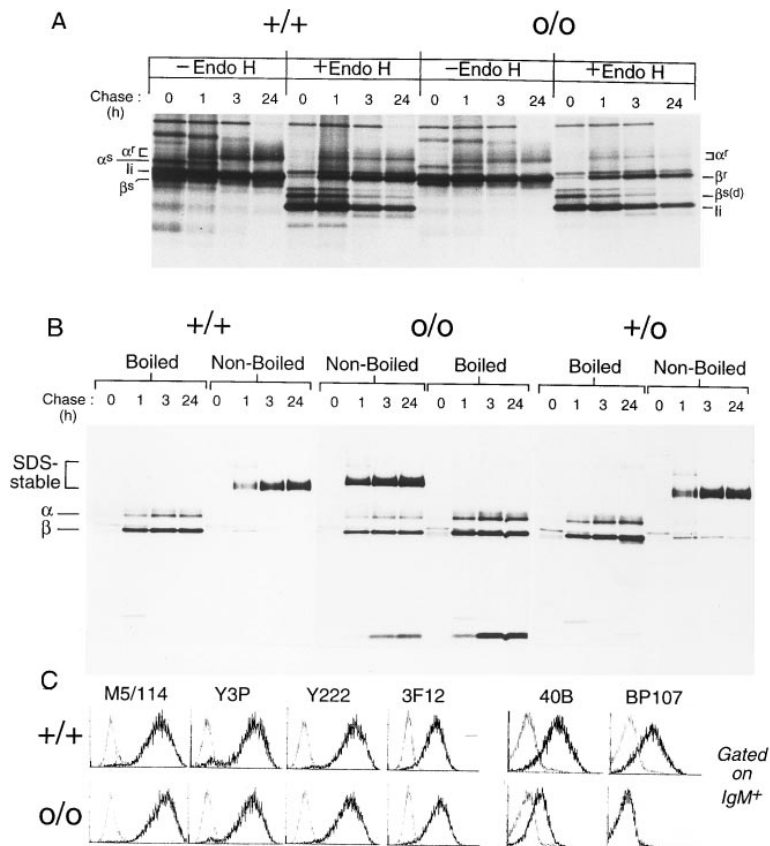 A
+/+ o/o
−Endo H +Endo H −Endo H +Endo H
Chase : 0 1 3 24 0 1 3 24 0 1 3 24 0 1 3 24
(h)
αʳ αʳ
αˢ
Ii βʳ
βˢ βˢ⁽ᵈ⁾
Ii
B
+/+ o/o +/o
Boiled Non-Boiled Non-Boiled Boiled Boiled Non-Boiled
Chase : 0 1 3 24 0 1 3 24 0 1 3 24 0 1 3 24 0 1 3 24 0 1 3 24
(h)
SDS-
stable
α
β
C
M5/114 Y3P Y222 3F12 40B BP107
+/+
Gated
on
IgM⁺
o/o